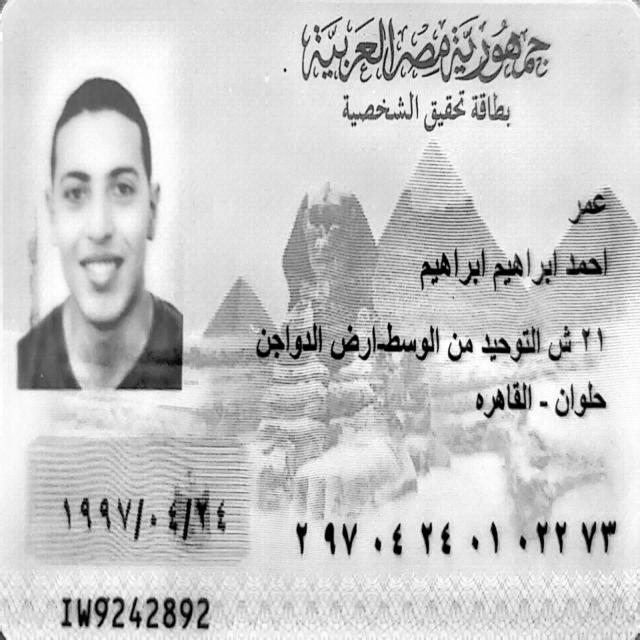 جمهورية مصر العربية
بطاقة تحقيق الشخصية
عمر
احمد ابراهيم ابراهيم
٢١ ش التوحيد من الوسط-ارض الدواجن
حلوان - القاهره
١٩٩٧/٠٤/٢٤
٢ ٩٧ ٠٤ ٢٤ ٠١ ٠٢٢ ٧٣
IW9242892